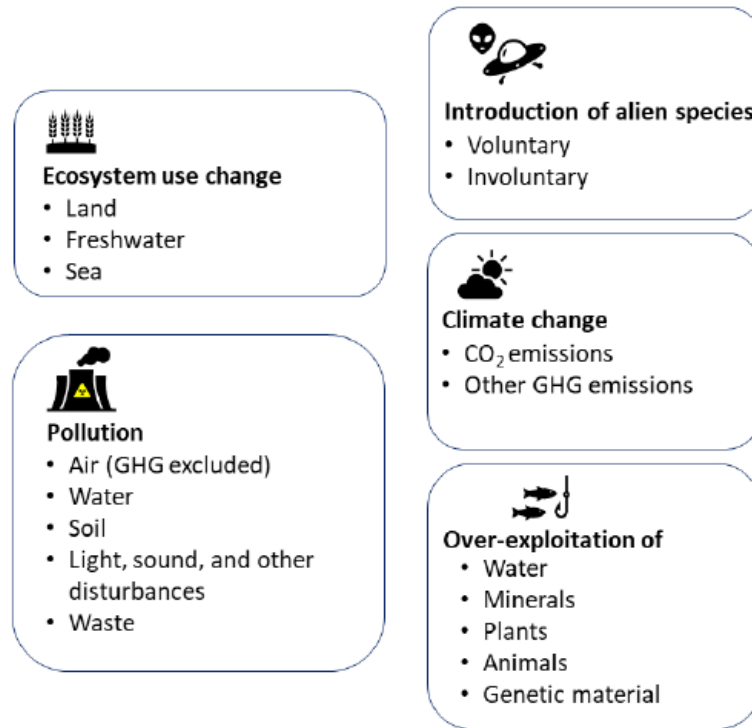 Ecosystem use change
• Land
• Freshwater
• Sea
Pollution
• Air (GHG excluded)
• Water
• Soil
• Light, sound, and other
disturbances
• Waste
Introduction of alien species
• Voluntary
• Involuntary
Climate change
• CO₂ emissions
• Other GHG emissions
Over-exploitation of
• Water
• Minerals
• Plants
• Animals
• Genetic material